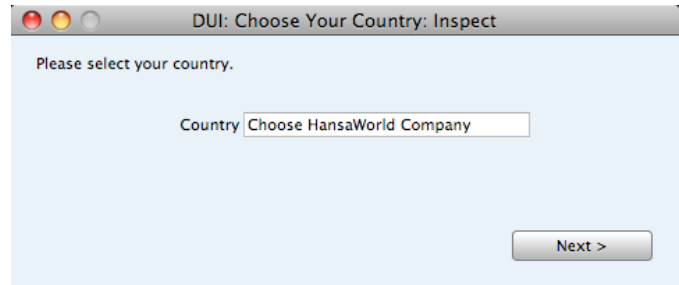 DUI: Choose Your Country: Inspect
Please select your country.
Country Choose HansaWorld Company
Next >